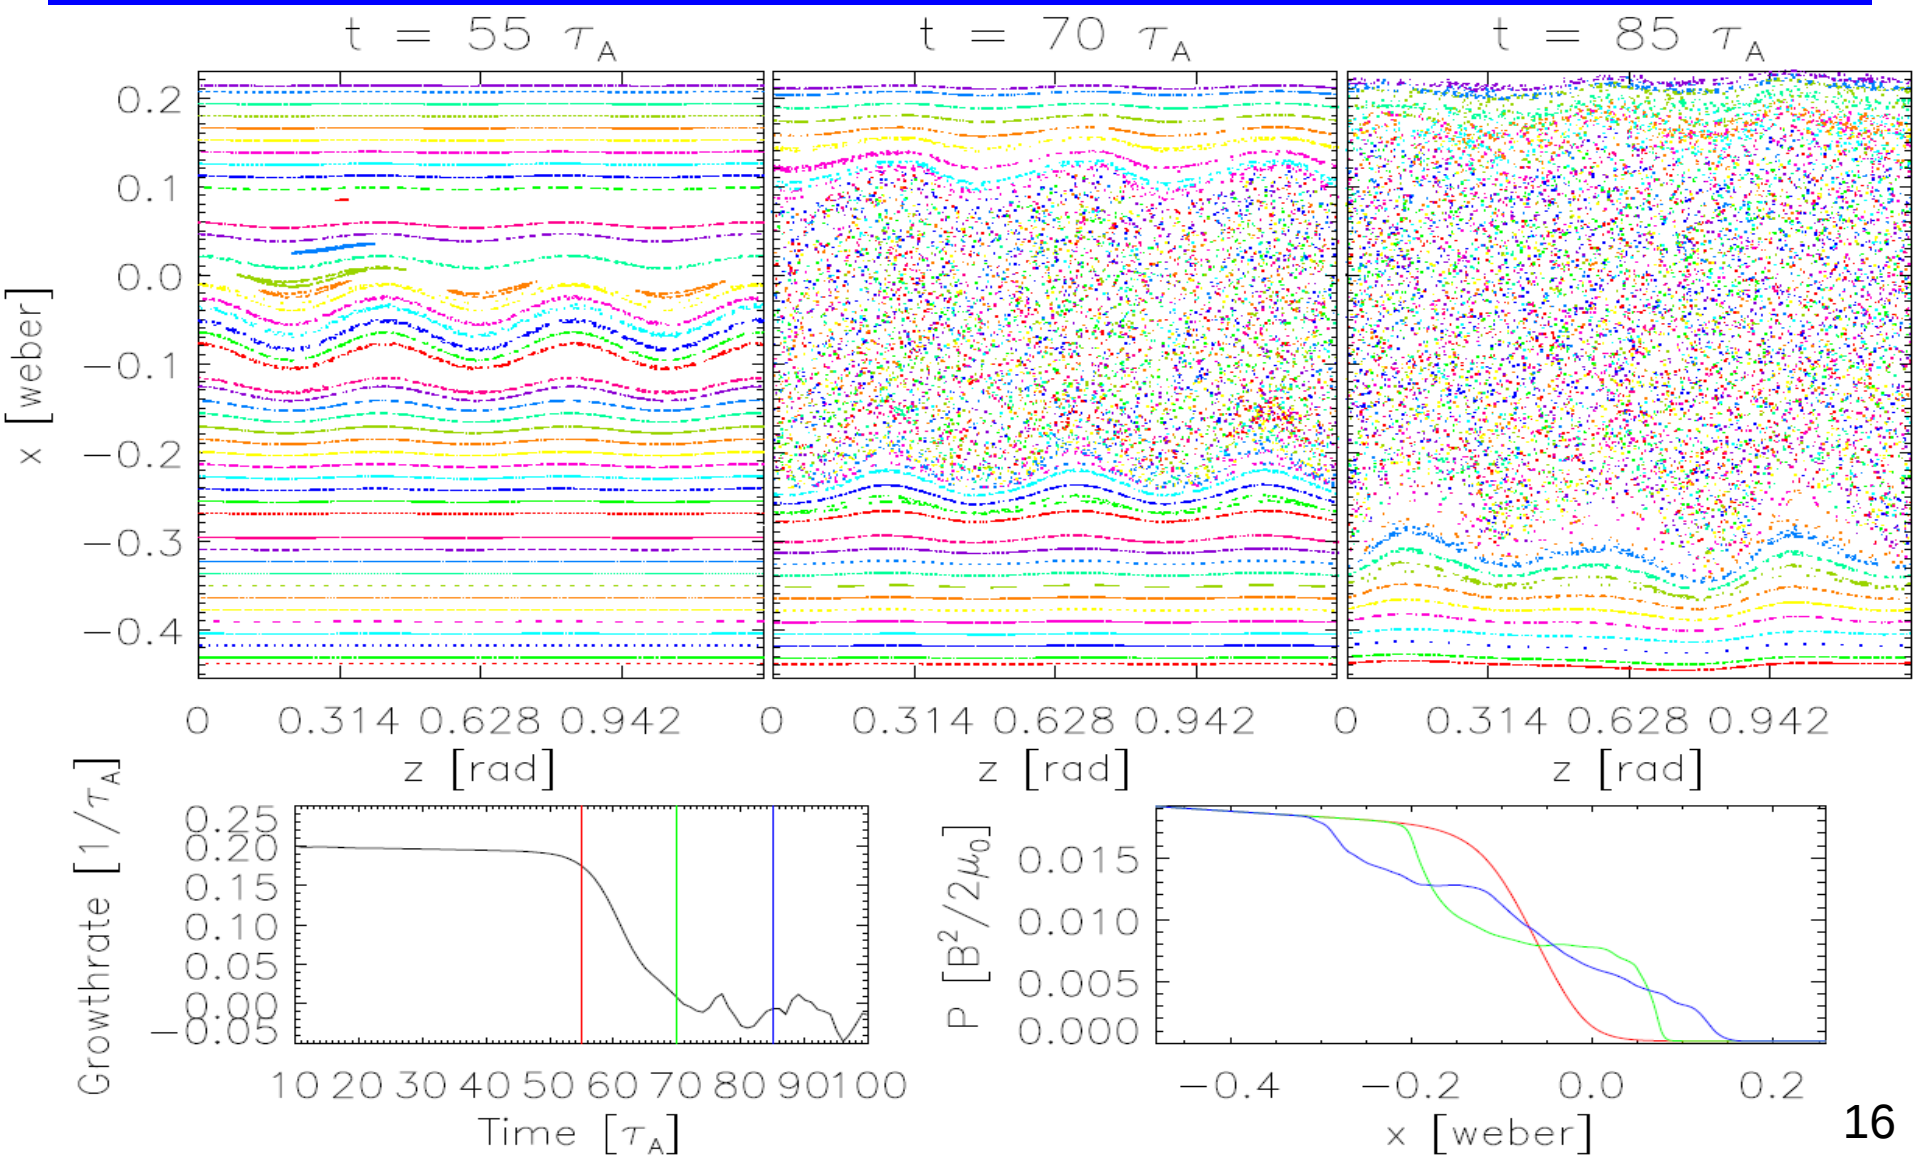 t = 55 τA
t = 70 τA
t = 85 τA
x [weber]
0.2
0.1
0.0
−0.1
−0.2
−0.3
−0.4
0 0.314 0.628 0.942
0 0.314 0.628 0.942
0 0.314 0.628 0.942
z [rad]
z [rad]
z [rad]
Growthrate [1/τA]
0.25
0.20
0.15
0.10
0.05
0.00
−0.05
10 20 30 40 50 60 70 80 90 100
Time [τA]
P [B²/2μ₀]
0.015
0.010
0.005
0.000
−0.4 −0.2 0.0 0.2
x [weber]
16